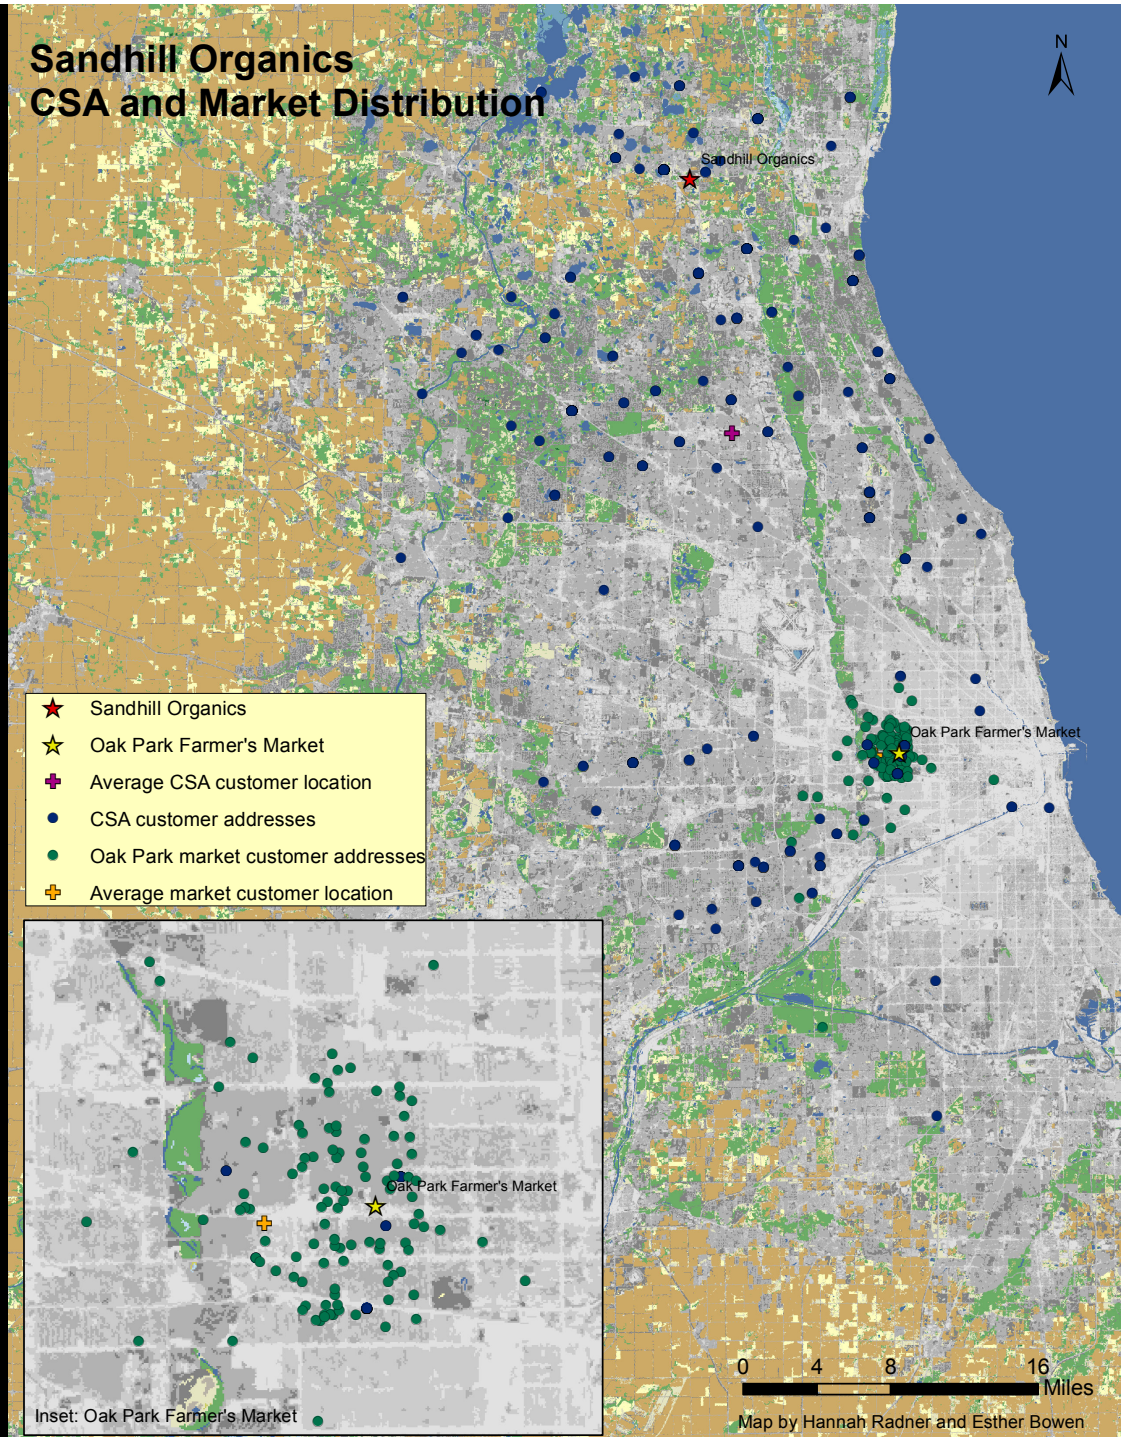 Sandhill Organics
CSA and Market Distribution
N
Sandhill Organics
Oak Park Farmer's Market
Sandhill Organics
Oak Park Farmer's Market
Average CSA customer location
CSA customer addresses
Oak Park market customer addresses
Average market customer location
Oak Park Farmer's Market
Inset: Oak Park Farmer's Market
0 4 8 16
Miles
Map by Hannah Radner and Esther Bowen